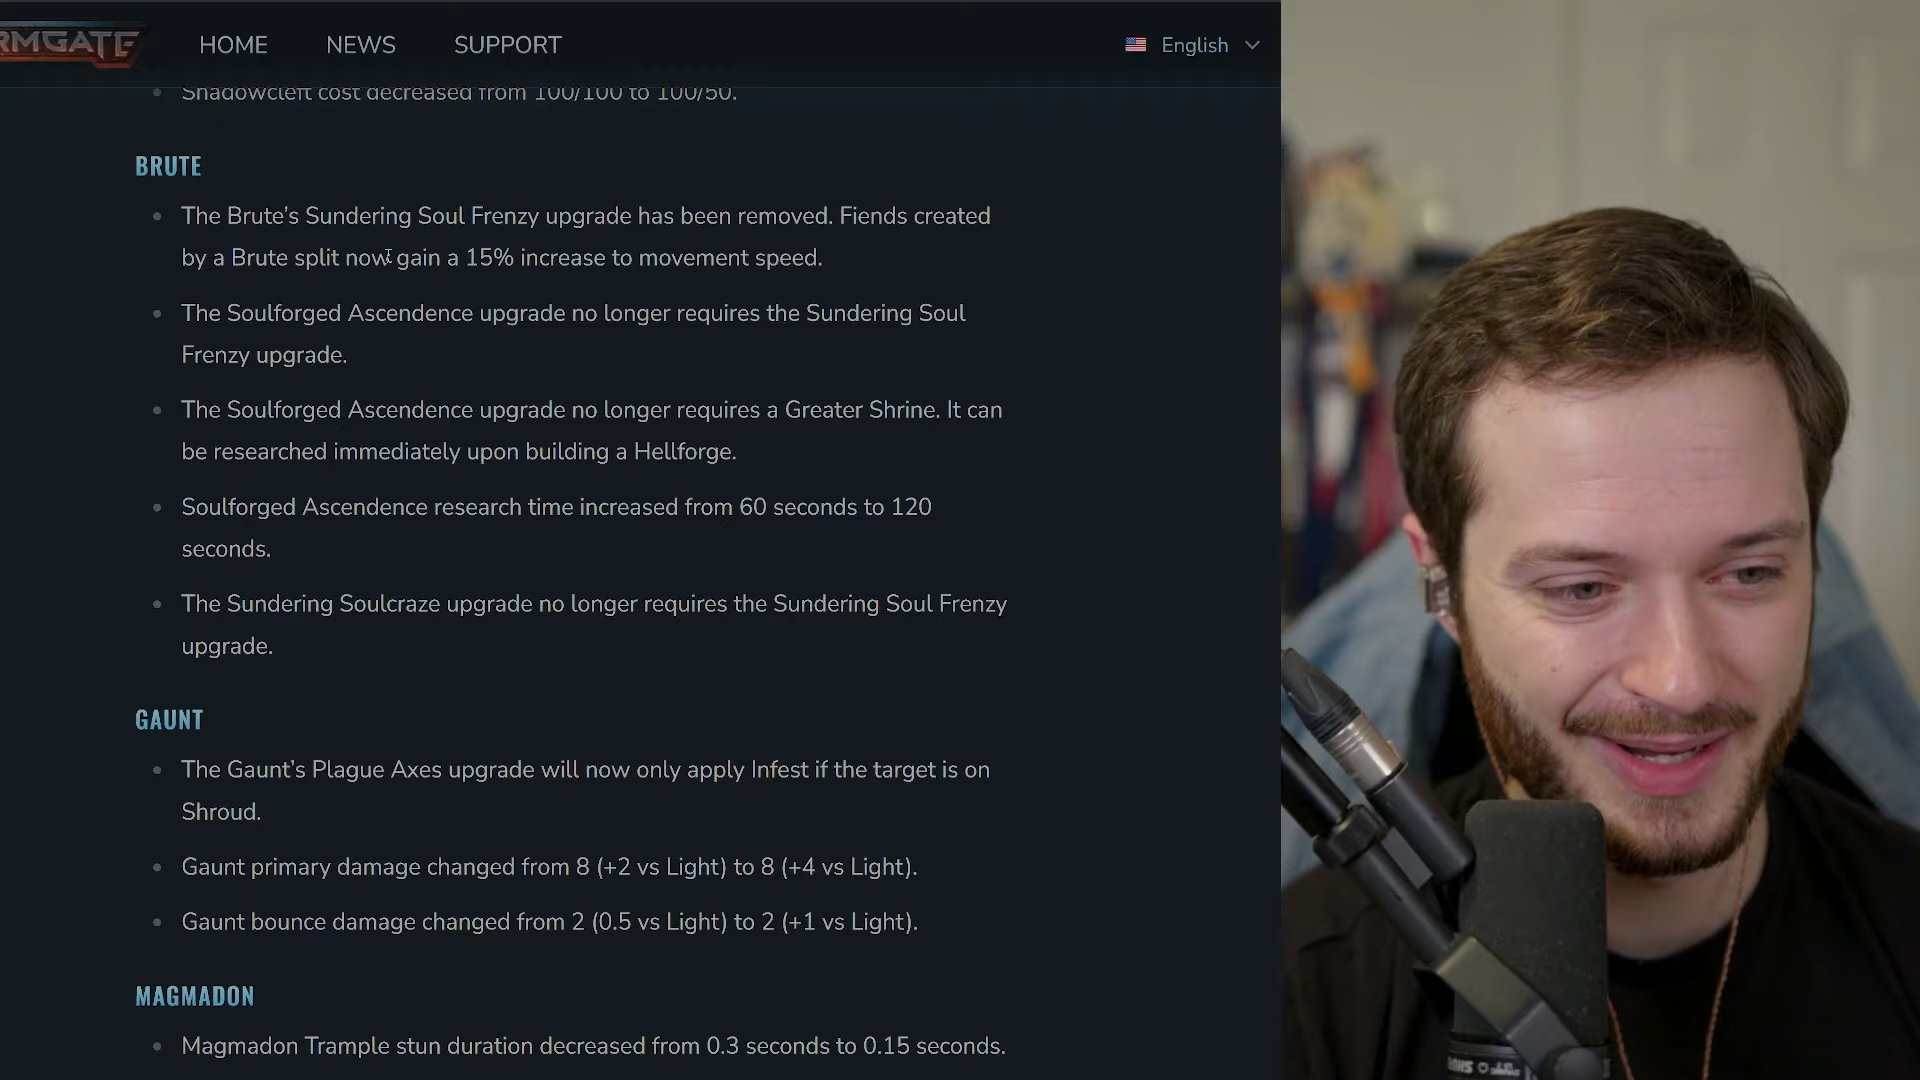 RMGATE
HOME NEWS SUPPORT
English
Shadowcleft cost decreased from 100/100 to 100/50.
BRUTE
The Brute's Sundering Soul Frenzy upgrade has been removed. Fiends created
by a Brute split now gain a 15% increase to movement speed.
The Soulforged Ascendence upgrade no longer requires the Sundering Soul
Frenzy upgrade.
The Soulforged Ascendence upgrade no longer requires a Greater Shrine. It can
be researched immediately upon building a Hellforge.
Soulforged Ascendence research time increased from 60 seconds to 120
seconds.
The Sundering Soulcraze upgrade no longer requires the Sundering Soul Frenzy
upgrade.
GAUNT
The Gaunt's Plague Axes upgrade will now only apply Infest if the target is on
Shroud.
Gaunt primary damage changed from 8 (+2 vs Light) to 8 (+4 vs Light).
Gaunt bounce damage changed from 2 (0.5 vs Light) to 2 (+1 vs Light).
MAGMADON
Magmadon Trample stun duration decreased from 0.3 seconds to 0.15 seconds.